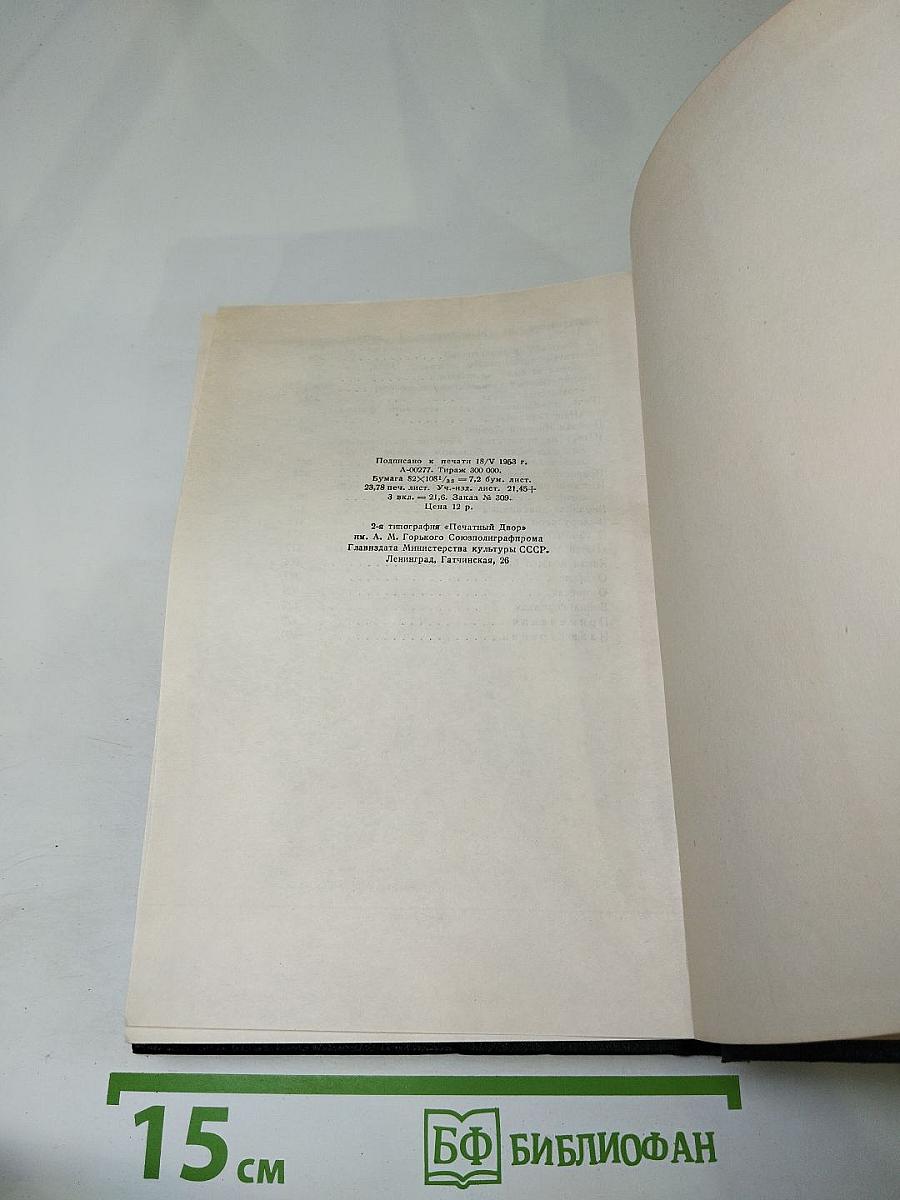 Подписано к печати 18/V 1953 г.
А-00277. Тираж 300 000.
Бумага 82×108¹/₃₂ = 7,2 бум. лист.
23,78 печ. лист. Уч.-изд. лист. 21,45+
3 вкл. = 21,6. Заказ № 309.
Цена 12 р.
2-я типография «Печатный Двор»
им. А. М. Горького Союзполиграфпрома
Главиздата Министерства культуры СССР.
Ленинград, Гатчинская, 26
15 см
БФ БИБЛИОФАН